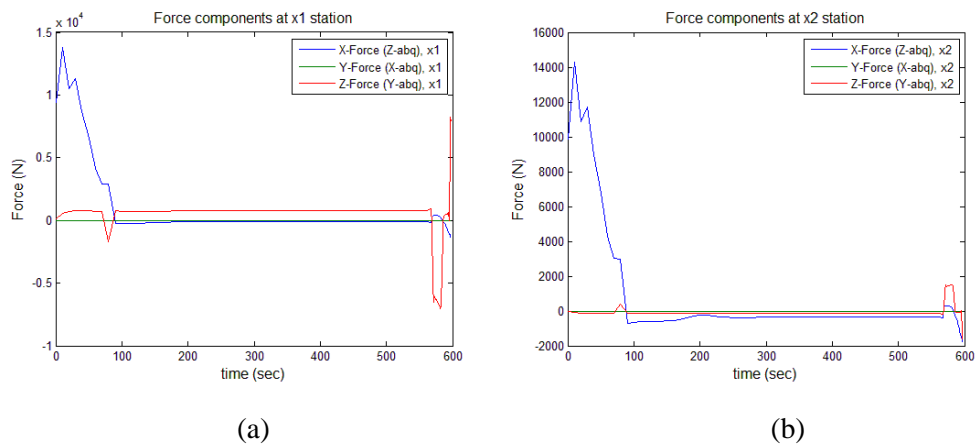 Force components at x1 station
x 10^4
1.5
1
0.5
0
-0.5
-1
Force (N)
X-Force (Z-abq), x1
Y-Force (X-abq), x1
Z-Force (Y-abq), x1
0 100 200 300 400 500 600
time (sec)
(a)
Force components at x2 station
16000
14000
12000
10000
8000
6000
4000
2000
0
-2000
Force (N)
X-Force (Z-abq), x2
Y-Force (X-abq), x2
Z-Force (Y-abq), x2
0 100 200 300 400 500 600
time (sec)
(b)